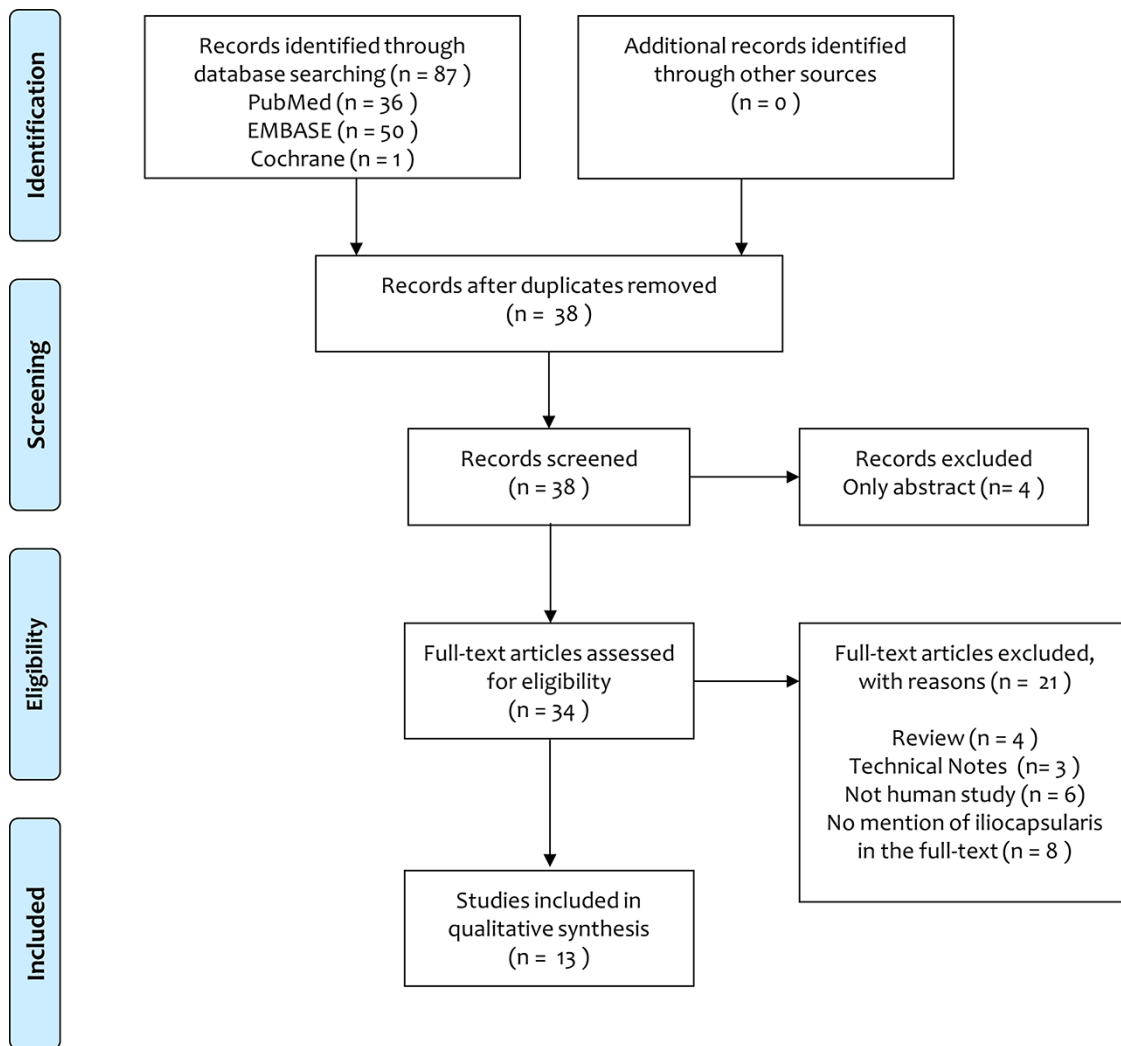 Identification
Records identified through
database searching (n = 87)
PubMed (n = 36 )
EMBASE (n = 50 )
Cochrane (n = 1 )
Additional records identified
through other sources
(n = 0 )
Screening
Records after duplicates removed
(n =  38 )
Records screened
(n = 38 )
Records excluded
Only abstract (n= 4 )
Eligibility
Full-text articles assessed
for eligibility
(n = 34 )
Full-text articles excluded,
with reasons (n =  21 )
Review (n = 4 )
Technical Notes  (n= 3 )
Not human study (n = 6)
No mention of iliocapsularis
in the full-text (n = 8 )
Included
Studies included in
qualitative synthesis
(n =  13 )